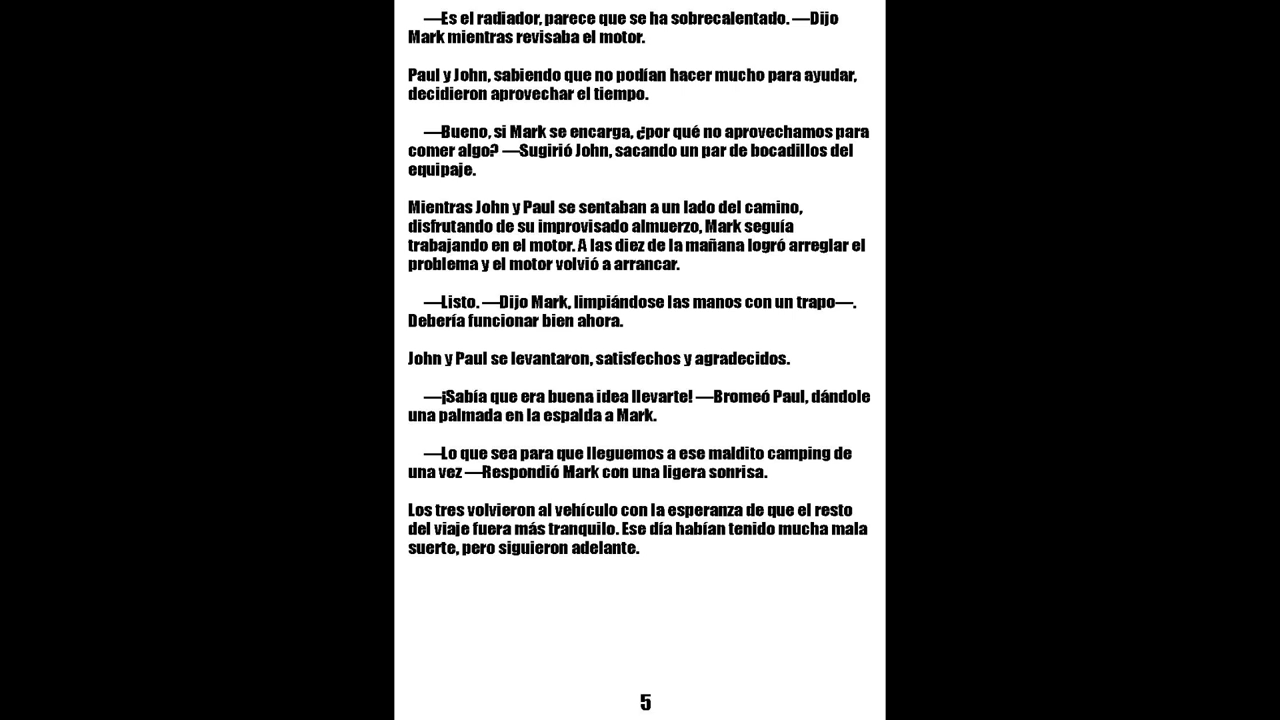 —Es el radiador, parece que se ha sobrecalentado. —Dijo
Mark mientras revisaba el motor.
Paul y John, sabiendo que no podían hacer mucho para ayudar,
decidieron aprovechar el tiempo.
—Bueno, si Mark se encarga, ¿por qué no aprovechamos para
comer algo? —Sugirió John, sacando un par de bocadillos del
equipaje.
Mientras John y Paul se sentaban a un lado del camino,
disfrutando de su improvisado almuerzo, Mark seguía
trabajando en el motor. A las diez de la mañana logró arreglar el
problema y el motor volvió a arrancar.
—Listo. —Dijo Mark, limpiándose las manos con un trapo—.
Debería funcionar bien ahora.
John y Paul se levantaron, satisfechos y agradecidos.
—¡Sabía que era buena idea llevarte! —Bromeó Paul, dándole
una palmada en la espalda a Mark.
—Lo que sea para que lleguemos a ese maldito camping de
una vez —Respondió Mark con una ligera sonrisa.
Los tres volvieron al vehículo con la esperanza de que el resto
del viaje fuera más tranquilo. Ese día habían tenido mucha mala
suerte, pero siguieron adelante.
5